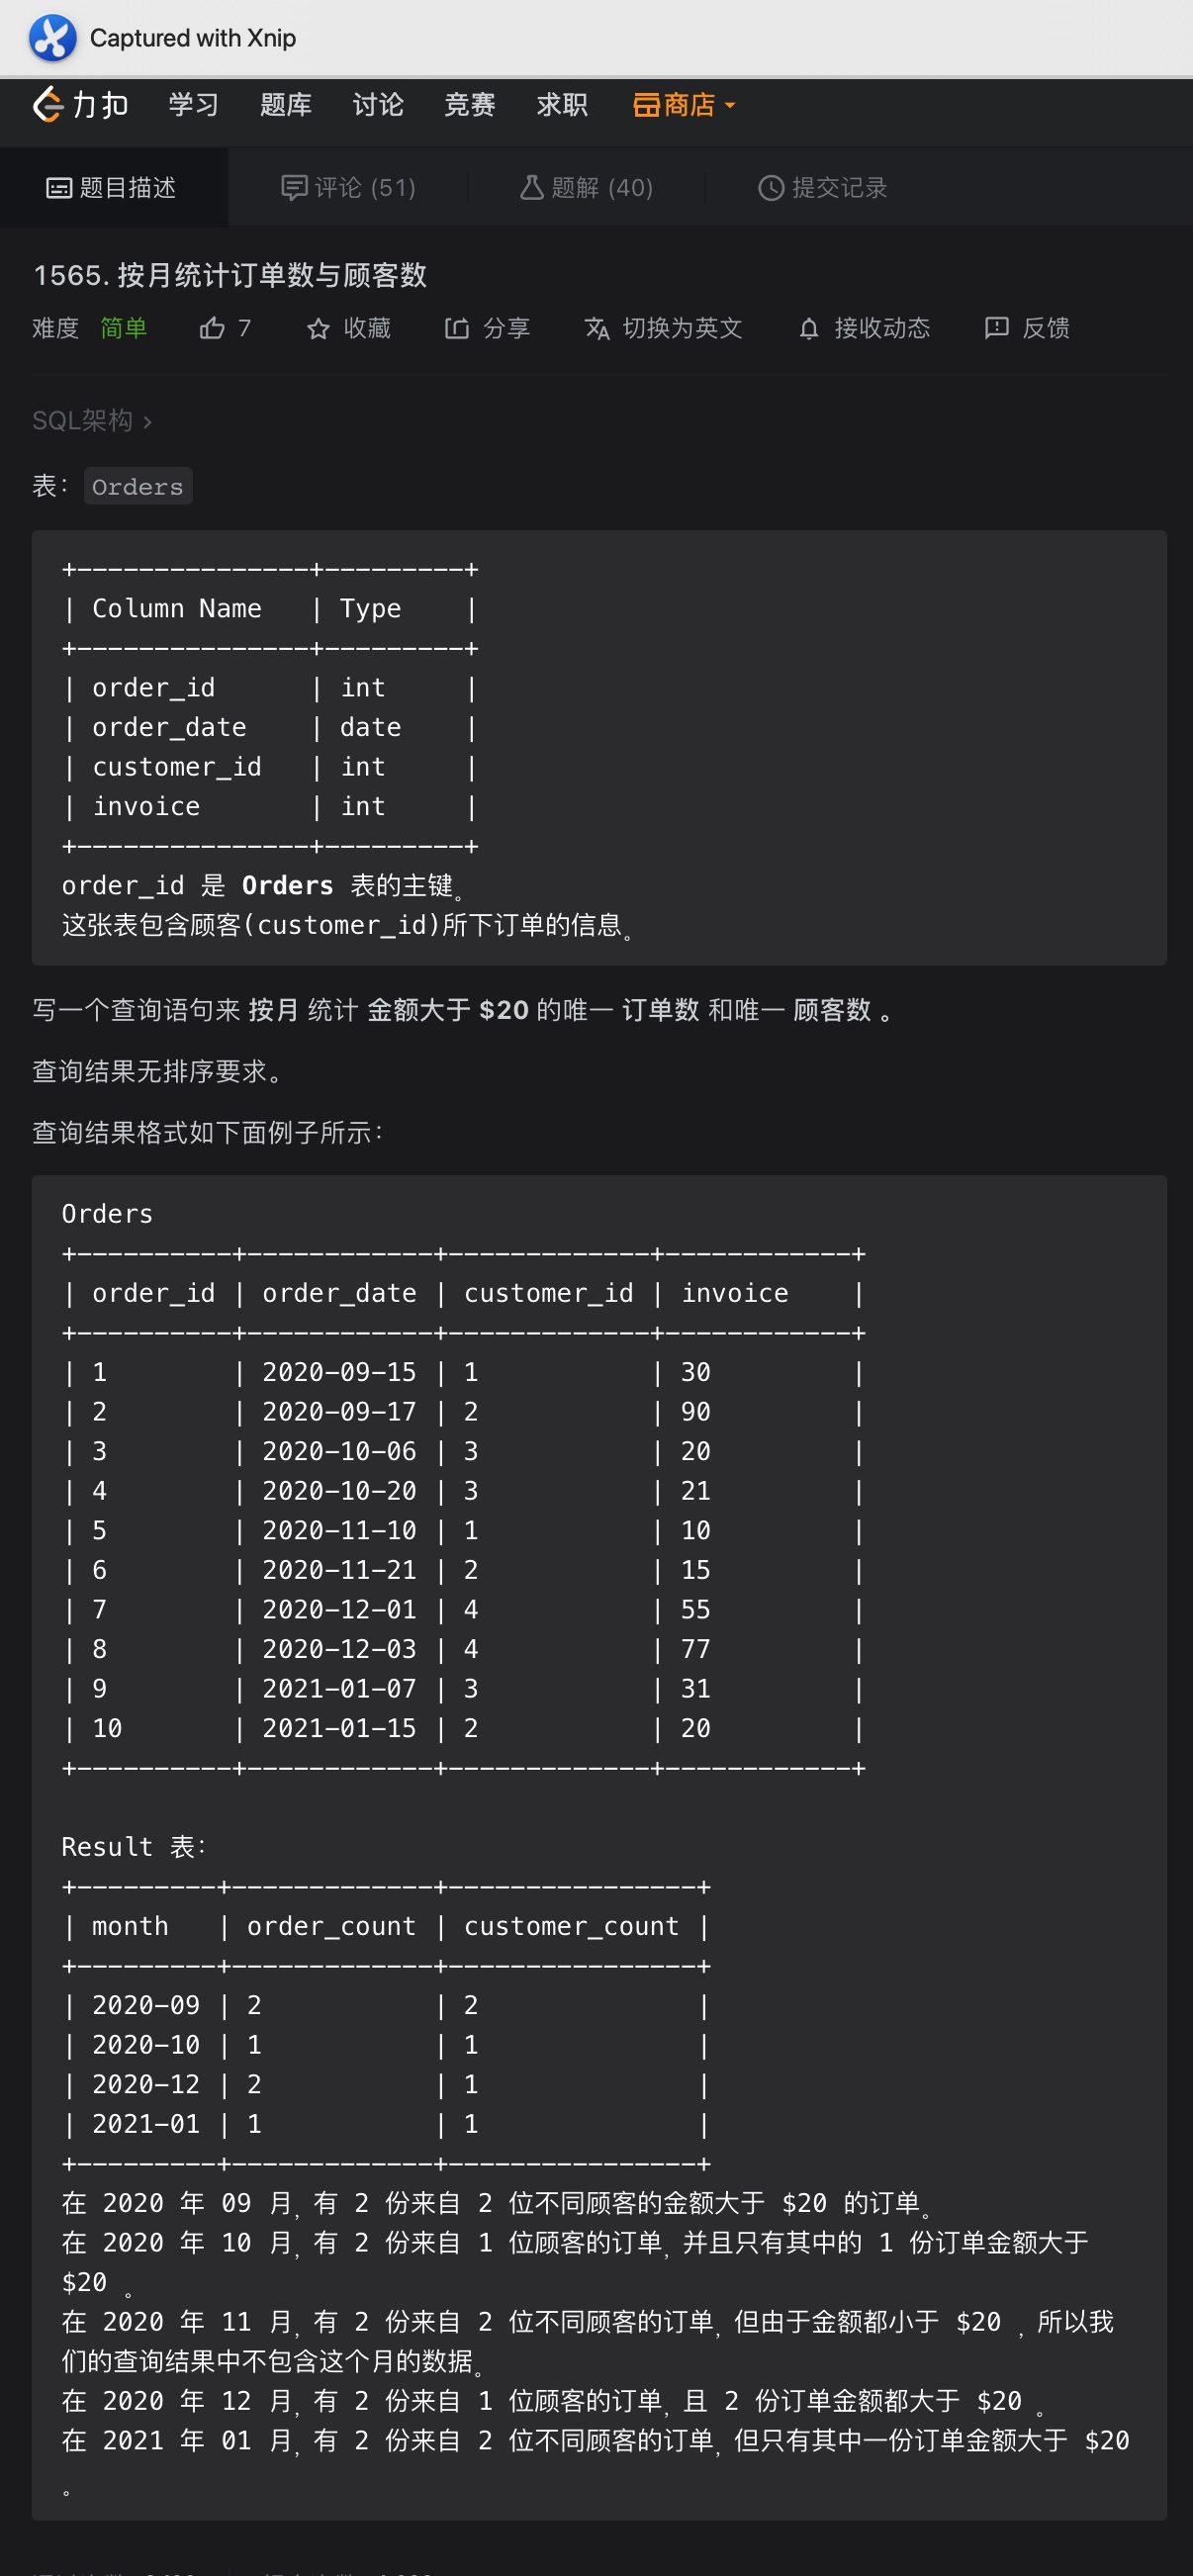 Captured with Xnip
力扣 学习 题库 讨论 竞赛 求职 商店
题目描述 评论 (51) 题解 (40) 提交记录
1565. 按月统计订单数与顾客数
难度 简单 7 收藏 分享 切换为英文 接收动态 反馈
SQL架构 >
表： Orders
+---------------+---------+
| Column Name   | Type    |
+---------------+---------+
| order_id      | int     |
| order_date    | date    |
| customer_id   | int     |
| invoice       | int     |
+---------------+---------+
order_id 是 Orders 表的主键。
这张表包含顾客(customer_id)所下订单的信息。
写一个查询语句来 按月 统计 金额大于 $20 的唯一 订单数 和唯一 顾客数 。
查询结果无排序要求。
查询结果格式如下面例子所示：
Orders
+----------+------------+-------------+------------+
| order_id | order_date | customer_id | invoice    |
+----------+------------+-------------+------------+
| 1        | 2020-09-15 | 1           | 30         |
| 2        | 2020-09-17 | 2           | 90         |
| 3        | 2020-10-06 | 3           | 20         |
| 4        | 2020-10-20 | 3           | 21         |
| 5        | 2020-11-10 | 1           | 10         |
| 6        | 2020-11-21 | 2           | 15         |
| 7        | 2020-12-01 | 4           | 55         |
| 8        | 2020-12-03 | 4           | 77         |
| 9        | 2021-01-07 | 3           | 31         |
| 10       | 2021-01-15 | 2           | 20         |
+----------+------------+-------------+------------+
Result 表：
+---------+-------------+----------------+
| month   | order_count | customer_count |
+---------+-------------+----------------+
| 2020-09 | 2           | 2              |
| 2020-10 | 1           | 1              |
| 2020-12 | 2           | 1              |
| 2021-01 | 1           | 1              |
+---------+-------------+----------------+
在 2020 年 09 月，有 2 份来自 2 位不同顾客的金额大于 $20 的订单。
在 2020 年 10 月，有 2 份来自 1 位顾客的订单，并且只有其中的 1 份订单金额大于
$20 。
在 2020 年 11 月，有 2 份来自 2 位不同顾客的订单，但由于金额都小于 $20 ，所以我
们的查询结果中不包含这个月的数据。
在 2020 年 12 月，有 2 份来自 1 位顾客的订单，且 2 份订单金额都大于 $20 。
在 2021 年 01 月，有 2 份来自 2 位不同顾客的订单，但只有其中一份订单金额大于 $20
。